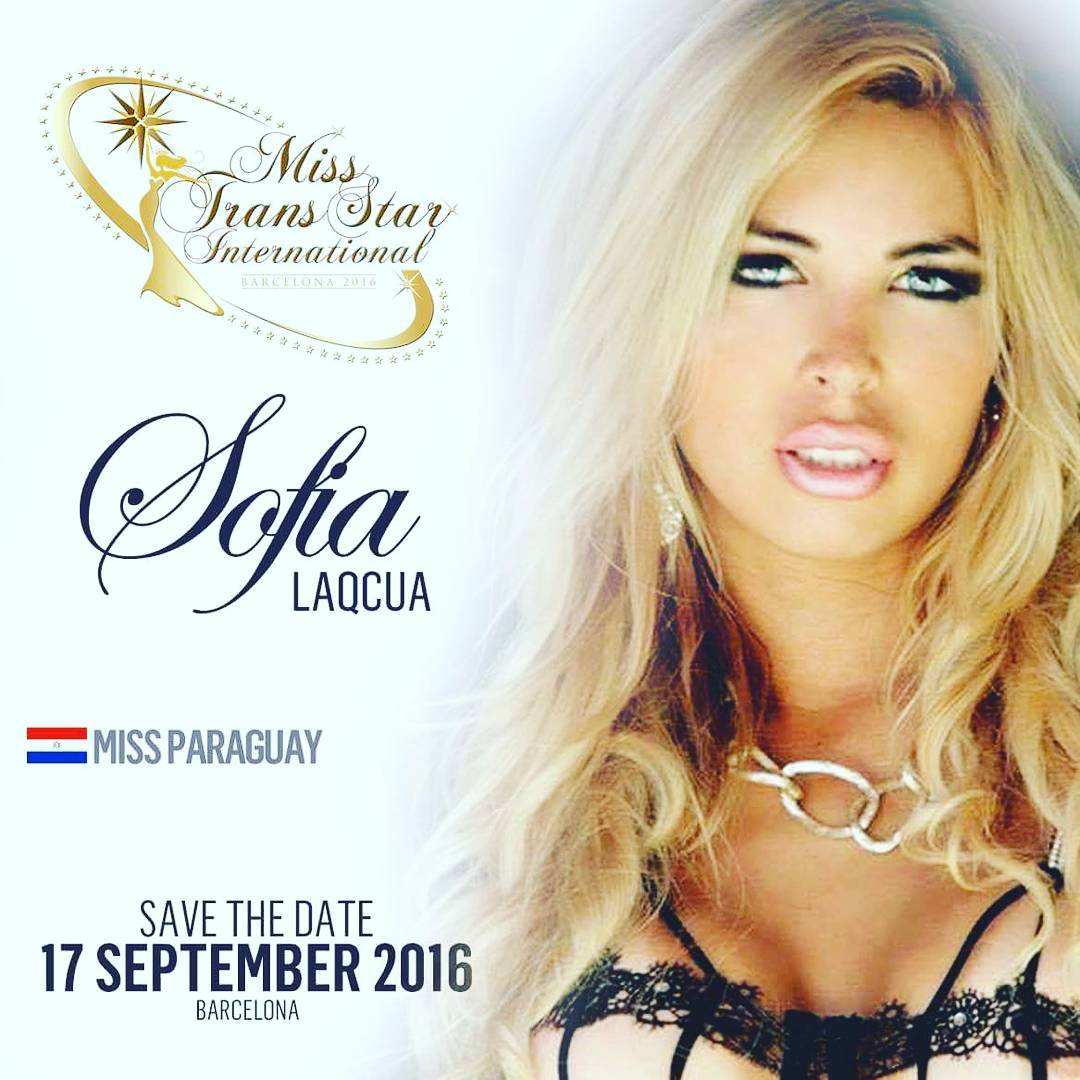 Miss
Trans Star
International
BARCELONA 2016
Sofia
LAQCUA
MISS PARAGUAY
SAVE THE DATE
17 SEPTEMBER 2016
BARCELONA